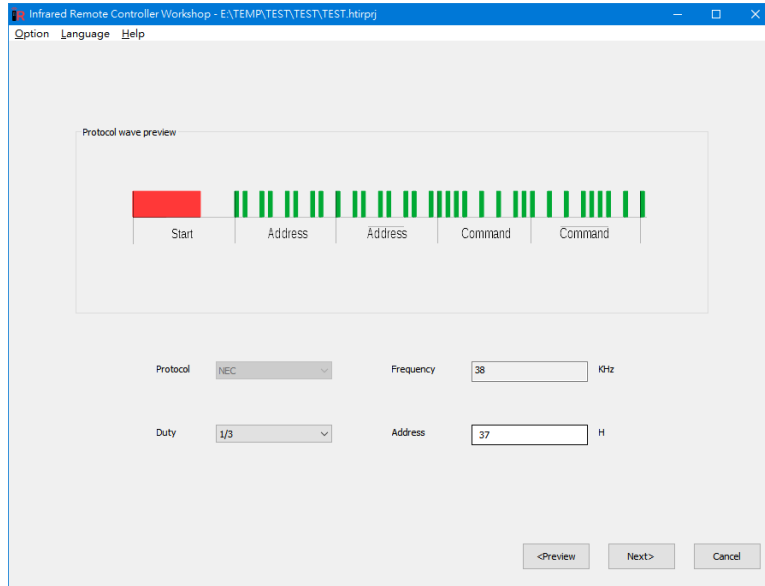 Infrared Remote Controller Workshop - E:\TEMP\TEST\TEST\TEST.htirprj
Option Language Help
Protocol wave preview
Start Address Address Command Command
Protocol NEC Frequency 38 KHz
Duty 1/3 Address 37 H
<Preview Next> Cancel